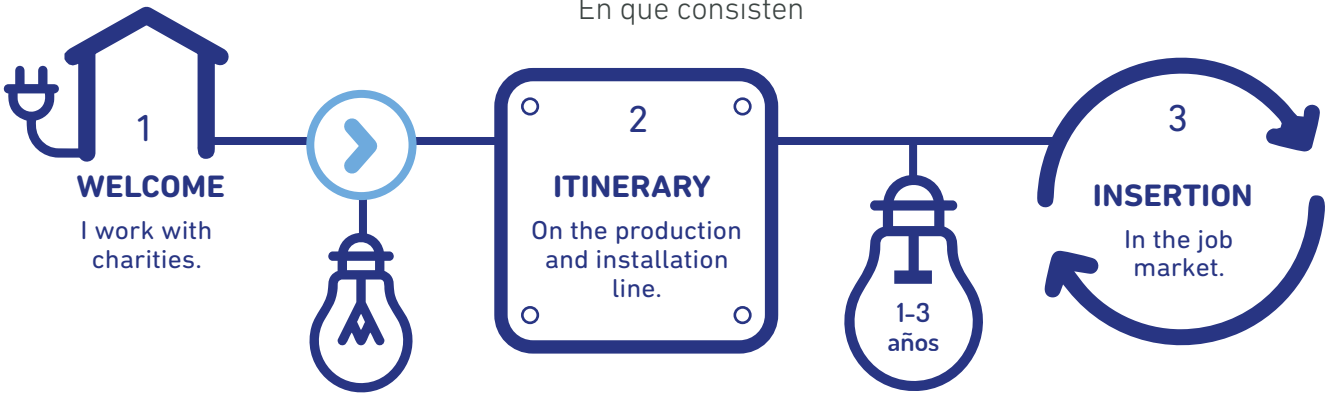 En que consisten
1
WELCOME
I work with
charities.
2
ITINERARY
On the production
and installation
line.
1-3
años
3
INSERTION
In the job
market.